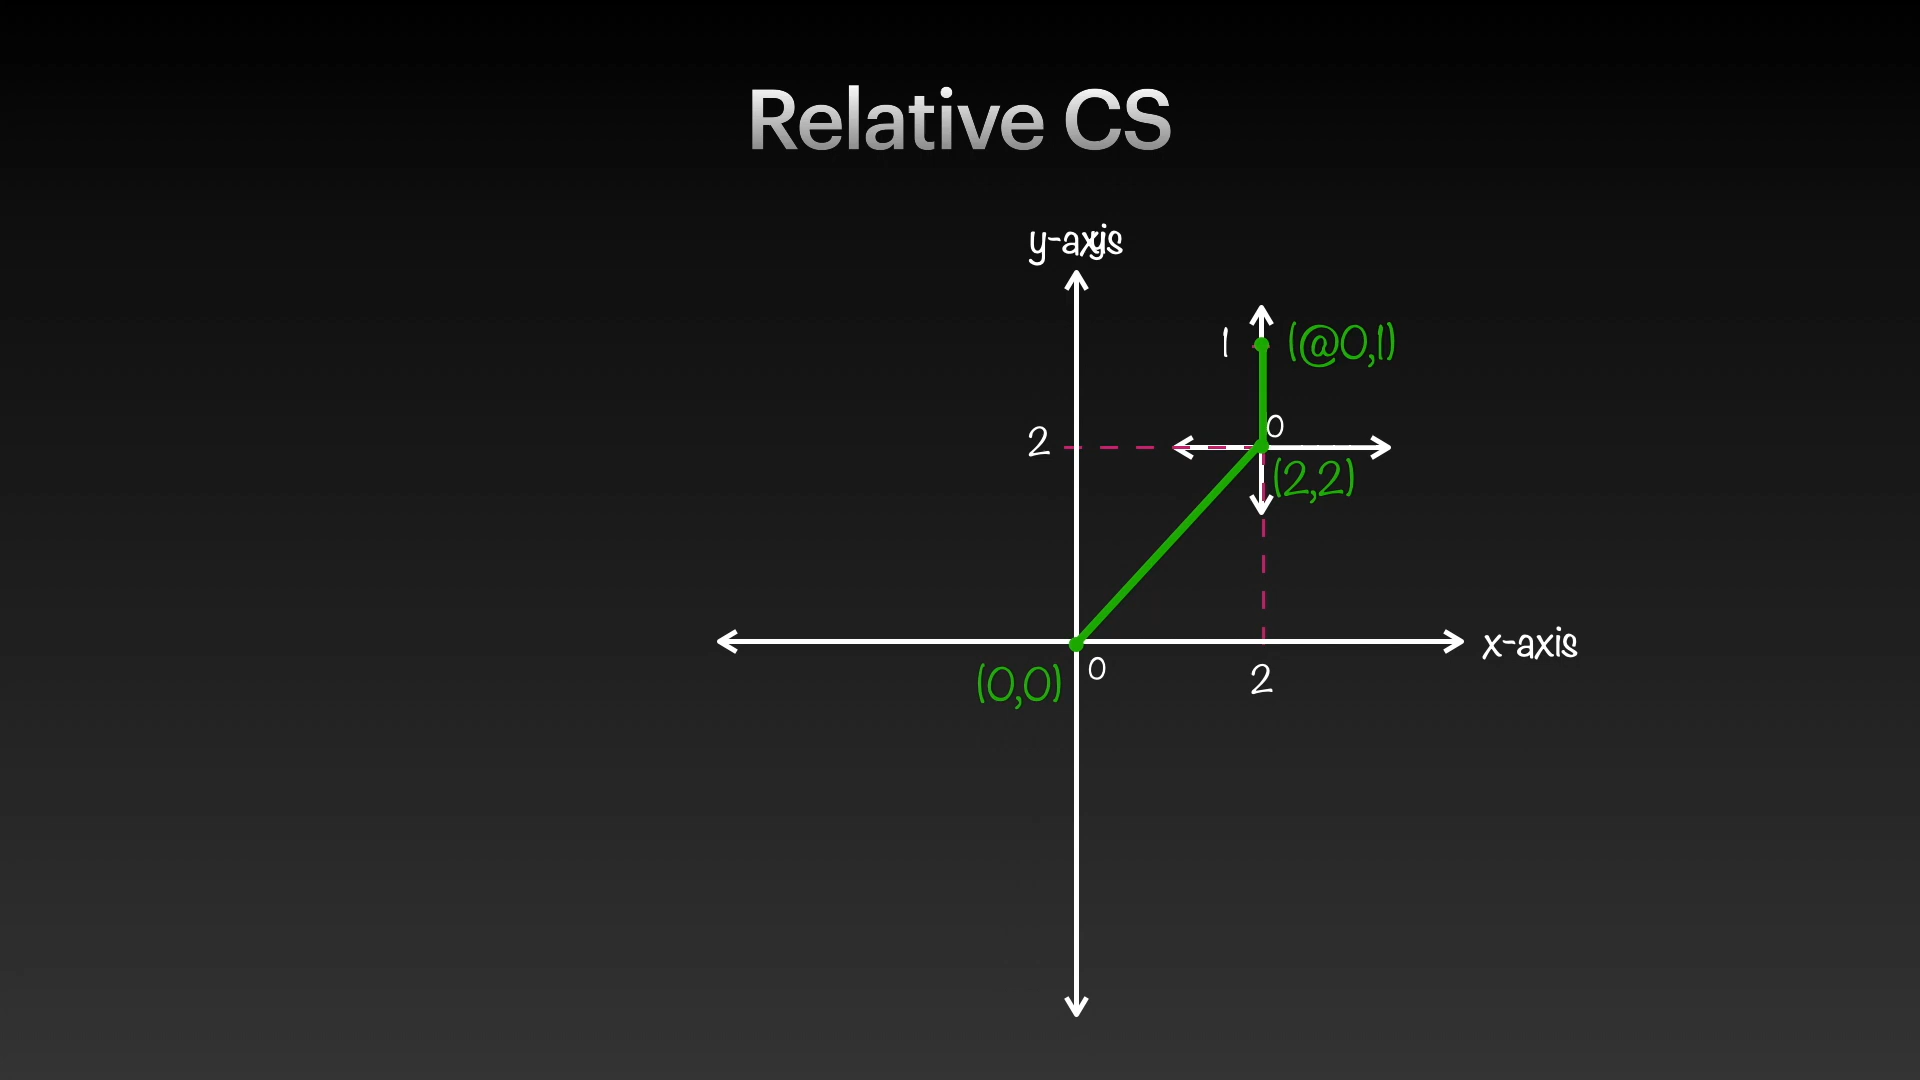 Relative CS
y-axis
1
(@0,1)
0
2
(2,2)
x-axis
(0,0)
0
2